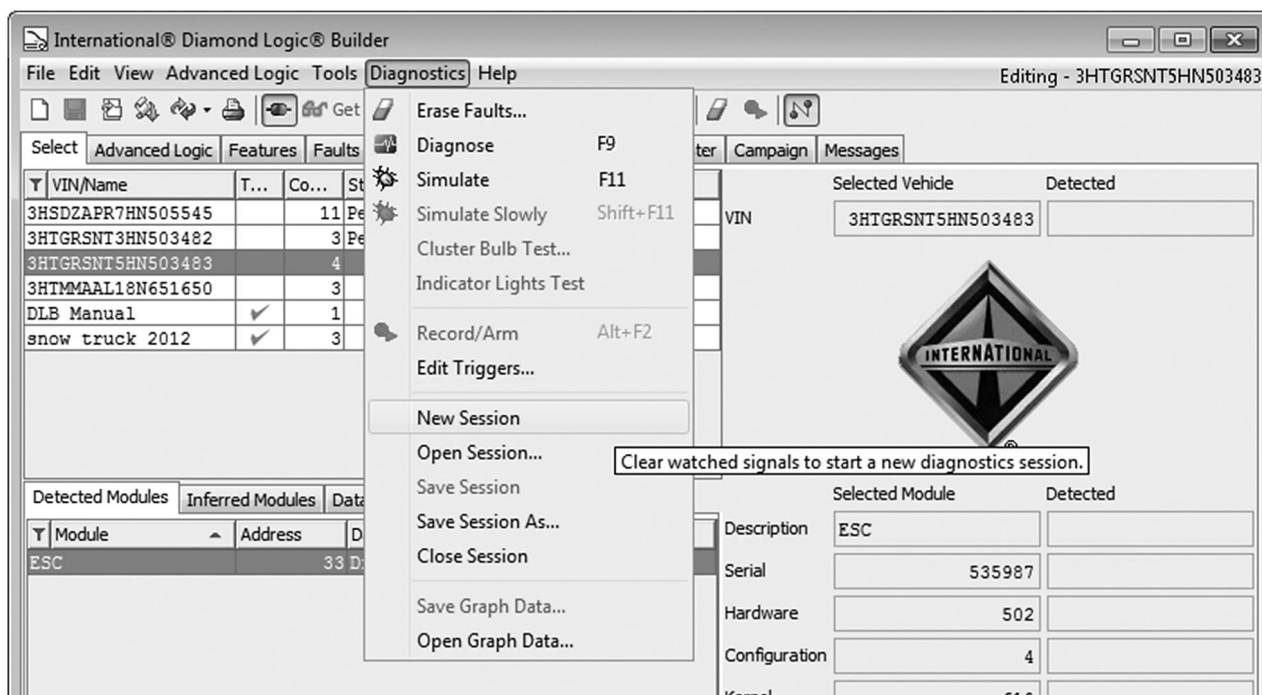 International® Diamond Logic® Builder
File Edit View Advanced Logic Tools Diagnostics Help
Editing - 3HTGRSNT5HN503483
Get
Select Advanced Logic Features Faults
Campaign Messages
VIN/Name T... Co...
3HSDZAPR7HN505545 11
3HTGRSNT3HN503482 3
3HTGRSNT5HN503483 4
3HTMMAAL18N651650 3
DLB Manual 1
snow truck 2012 3
Erase Faults...
Diagnose F9
Simulate F11
Simulate Slowly Shift+F11
Cluster Bulb Test...
Indicator Lights Test
Record/Arm Alt+F2
Edit Triggers...
New Session
Open Session...
Save Session
Save Session As...
Close Session
Save Graph Data...
Open Graph Data...
Clear watched signals to start a new diagnostics session.
Selected Vehicle Detected
VIN 3HTGRSNT5HN503483
INTERNATIONAL
®
Detected Modules Inferred Modules
Module Address
ESC 33
Selected Module Detected
Description ESC
Serial 535987
Hardware 502
Configuration 4